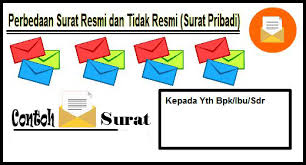 Perbedaan Surat Resmi dan Tidak Resmi (Surat Pribadi)
Contoh Surat
Kepada Yth Bpk/Ibu/Sdr